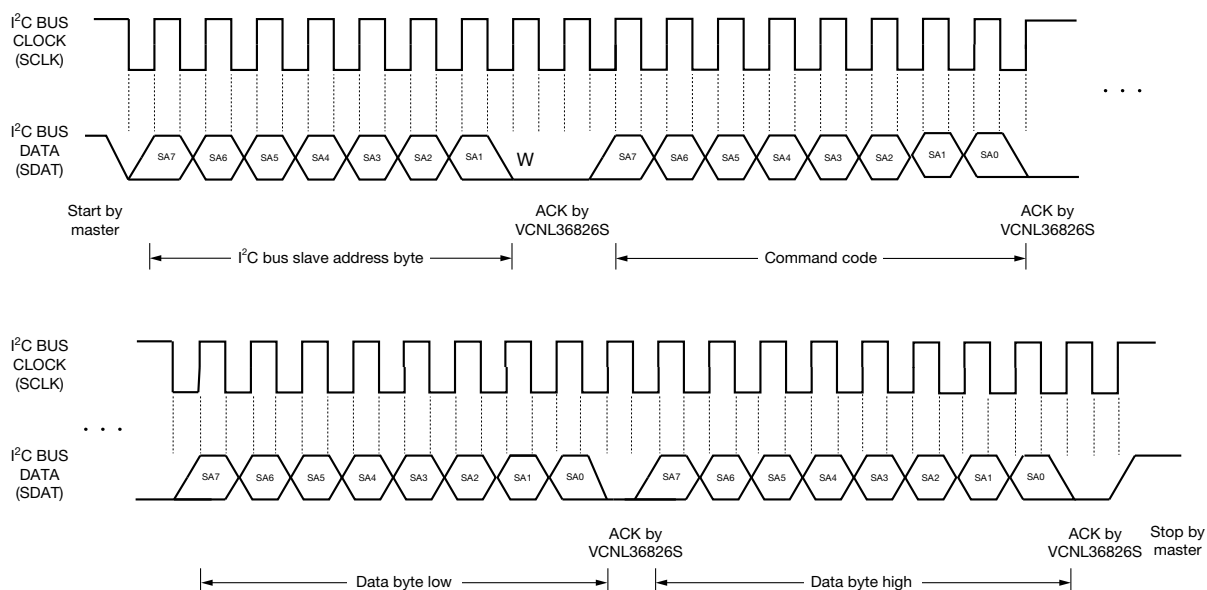 I²C BUS
CLOCK
(SCLK)
. . .
I²C BUS
DATA
(SDAT)
SA7 SA6 SA5 SA4 SA3 SA2 SA1 W SA7 SA6 SA5 SA4 SA3 SA2 SA1 SA0
Start by
master
ACK by
VCNL36826S
ACK by
VCNL36826S
I²C bus slave address byte
Command code
I²C BUS
CLOCK
(SCLK)
. . .
I²C BUS
DATA
(SDAT)
SA7 SA6 SA5 SA4 SA3 SA2 SA1 SA0 SA7 SA6 SA5 SA4 SA3 SA2 SA1 SA0
ACK by
VCNL36826S
ACK by
VCNL36826S
Stop by
master
Data byte low
Data byte high